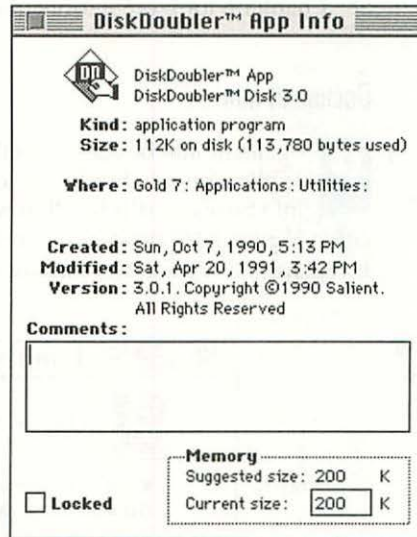 DiskDoubler™ App Info
DD
DiskDoubler™ App
DiskDoubler™ Disk 3.0
Kind: application program
Size: 112K on disk (113,780 bytes used)
Where: Gold 7: Applications: Utilities:
Created: Sun, Oct 7, 1990, 5:13 PM
Modified: Sat, Apr 20, 1991, 3:42 PM
Version: 3.0.1. Copyright ©1990 Salient.
All Rights Reserved
Comments:
Memory
Suggested size: 200 K
Locked
Current size: 200 K